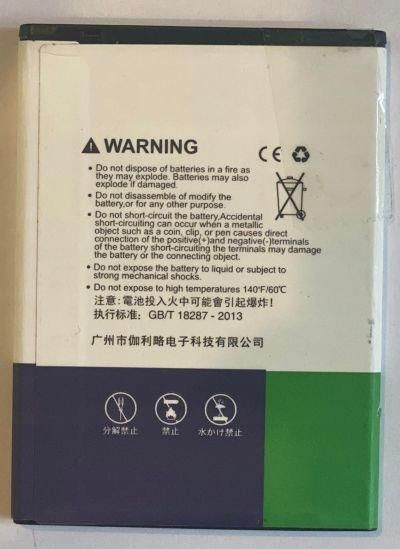 WARNING
• Do not dispose of batteries in a fire as
they may explode. Batteries may also
explode if damaged.
• Do not disassemble of modify the
battery,or for any other purpose.
• Do not short-circuit the battery,Accidental
short-circuiting can occur when a metallic
object such as a coin, clip, or pen causes direct
connection of the positive(+)and negative(-)terminals
of the battery short-circuiting the terminals may damage
the battery or the connecting object.
• Do not expose the battery to liquid or subject to
strong mechanical shocks.
• Do not expose to high temperatures 140℉/60℃
注意:電池投入火中可能會引起爆炸!
执行标准: GB/T 18287 - 2013
广州市伽利略电子科技有限公司
分解禁止 禁止 水かけ禁止